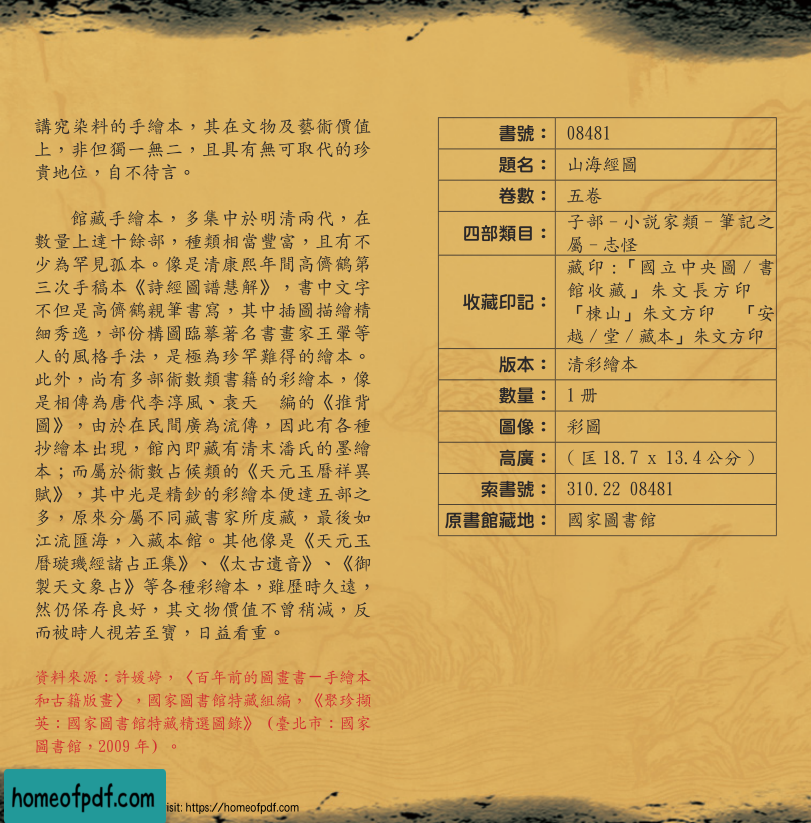 講究染料的手繪本，其在文物及藝術價值
上，非但獨一無二，且具有無可取代的珍
貴地位，自不待言。
館藏手繪本，多集中於明清兩代，在
數量上達十餘部，種類相當豐富，且有不
少為罕見孤本。像是清康熙年間高儕鶴第
三次手稿本《詩經圖譜慧解》，書中文字
不但是高儕鶴親筆書寫，其中插圖描繪精
細秀逸，部份構圖臨摹著名書畫家王翬等
人的風格手法，是極為珍罕難得的繪本。
此外，尚有多部術數類書籍的彩繪本，像
是相傳為唐代李淳風、袁天　編的《推背
圖》，由於在民間廣為流傳，因此有各種
抄繪本出現，館內即藏有清末潘氏的墨繪
本；而屬於術數占候類的《天元玉曆祥異
賦》，其中光是精鈔的彩繪本便達五部之
多，原來分屬不同藏書家所庋藏，最後如
江流匯海，入藏本館。其他像是《天元玉
曆璇璣經諸占正集》、《太古遺音》、《御
製天文象占》等各種彩繪本，雖歷時久遠，
然仍保存良好，其文物價值不曾稍減，反
而被時人視若至寶，日益看重。
資料來源：許媛婷，〈百年前的圖畫書－手繪本
和古籍版畫〉，國家圖書館特藏組編，《聚珍擷
英：國家圖書館特藏精選圖錄》（臺北市：國家
圖書館，2009 年）。
書號： 08481
題名： 山海經圖
卷數： 五卷
四部類目： 子部－小說家類－筆記之
屬－志怪
收藏印記： 藏印：「國立中央圖／書
館收藏」朱文長方印
「棟山」朱文方印　「安
越／堂／藏本」朱文方印
版本： 清彩繪本
數量： 1 册
圖像： 彩圖
高廣： （ 匡 18.7 x 13.4 公分 ）
索書號： 310.22 08481
原書館藏地： 國家圖書館
homeofpdf.com
isit: https://homeofpdf.com